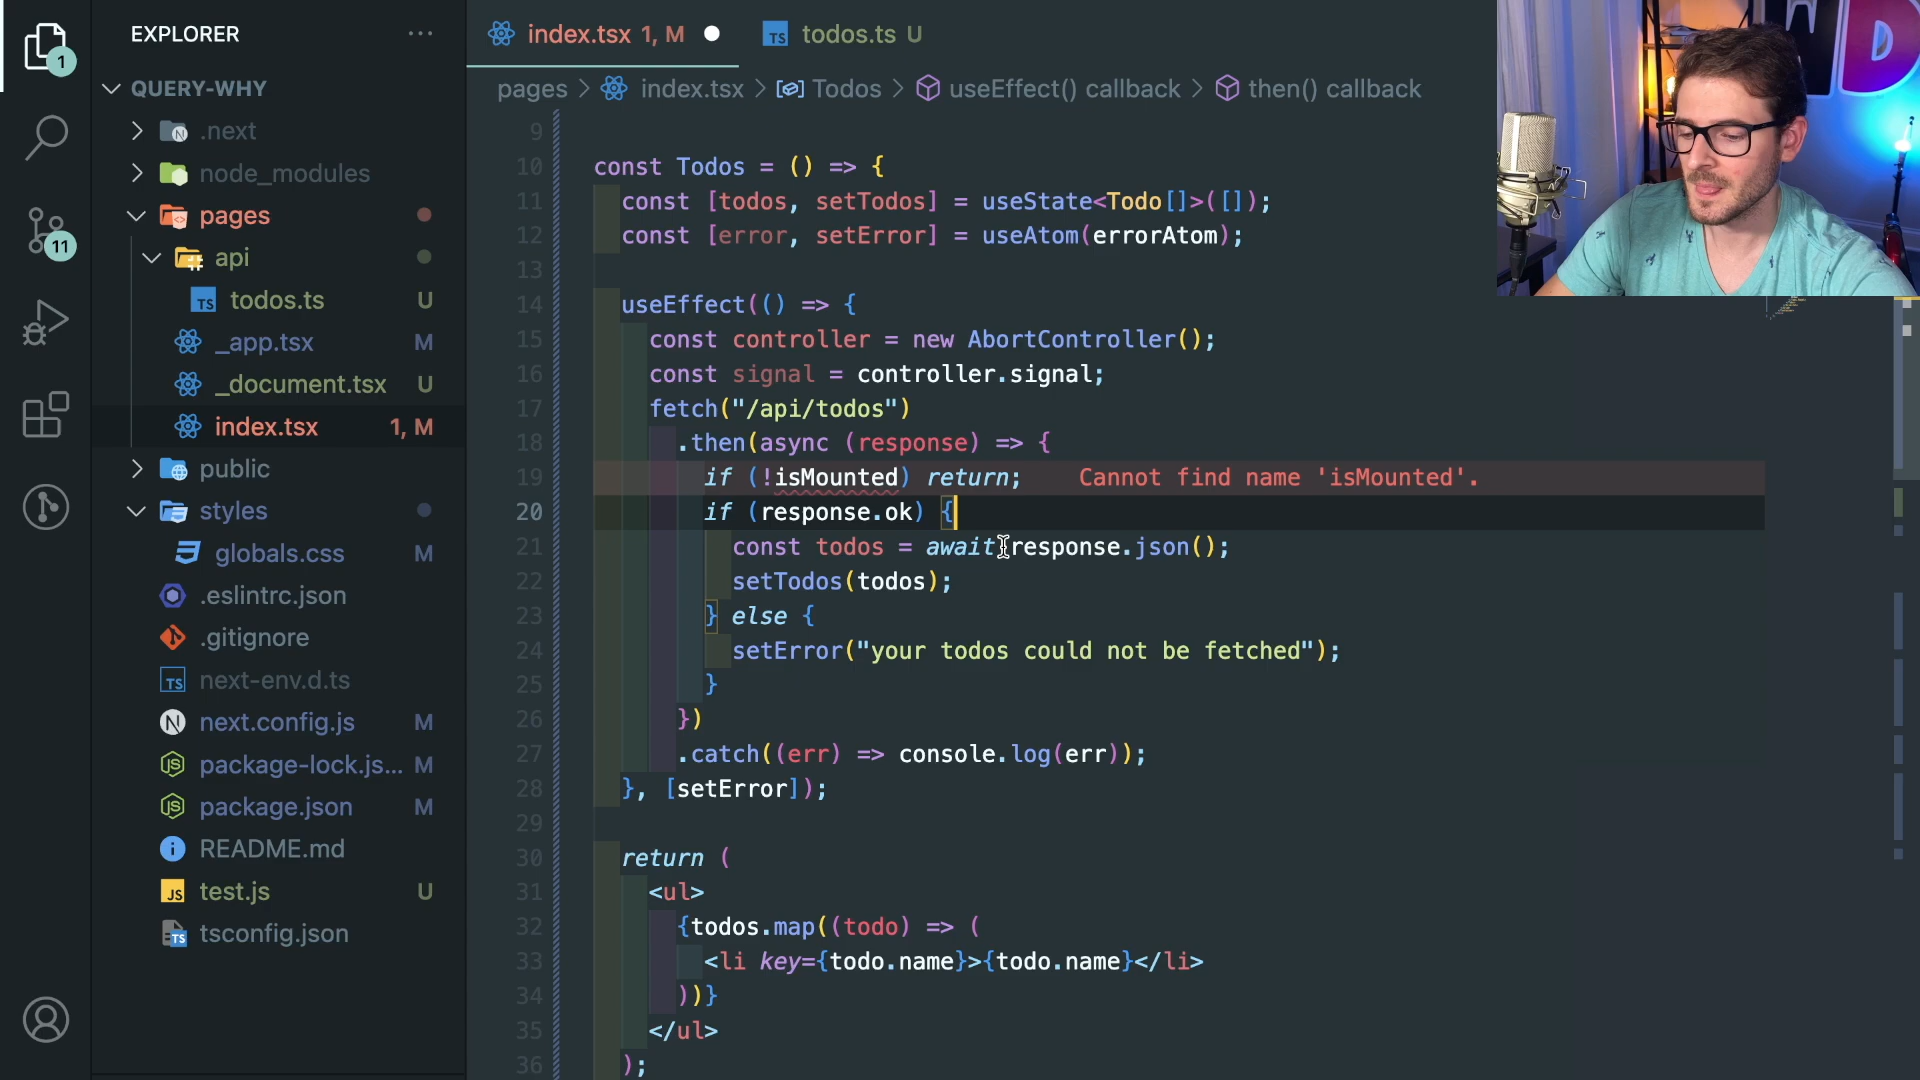 EXPLORER
QUERY-WHY
.next
node_modules
pages
api
todos.ts U
_app.tsx M
_document.tsx U
index.tsx 1, M
public
styles
globals.css M
.eslintrc.json
.gitignore
next-env.d.ts
next.config.js M
package-lock.js... M
package.json M
README.md
test.js U
tsconfig.json
1
11
index.tsx 1, M
todos.ts U
pages > index.tsx > Todos > useEffect() callback > then() callback
9
10 const Todos = () => {
11 const [todos, setTodos] = useState<Todo[]>([]);
12 const [error, setError] = useAtom(errorAtom);
13
14 useEffect(() => {
15 const controller = new AbortController();
16 const signal = controller.signal;
17 fetch("/api/todos")
18 .then(async (response) => {
19 if (!isMounted) return; Cannot find name 'isMounted'.
20 if (response.ok) {
21 const todos = await response.json();
22 setTodos(todos);
23 } else {
24 setError("your todos could not be fetched");
25 }
26 })
27 .catch((err) => console.log(err));
28 }, [setError]);
29
30 return (
31 <ul>
32 {todos.map((todo) => (
33 <li key={todo.name}>{todo.name}</li>
34 ))}
35 </ul>
36 );